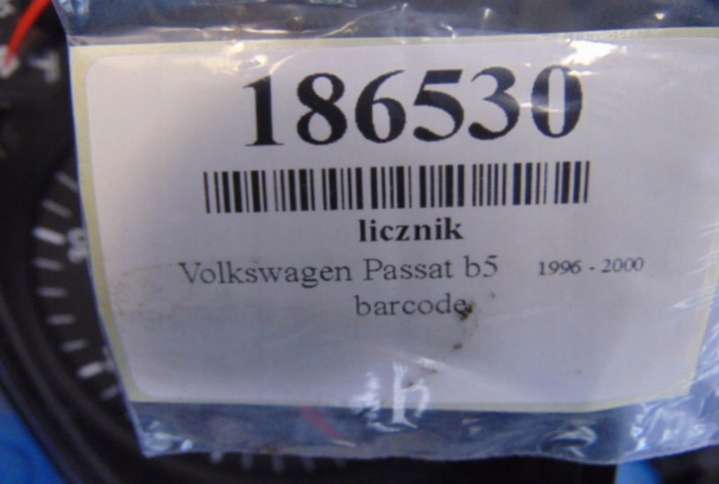 186530
licznik
Volkswagen Passat b5 1996 - 2000
barcode